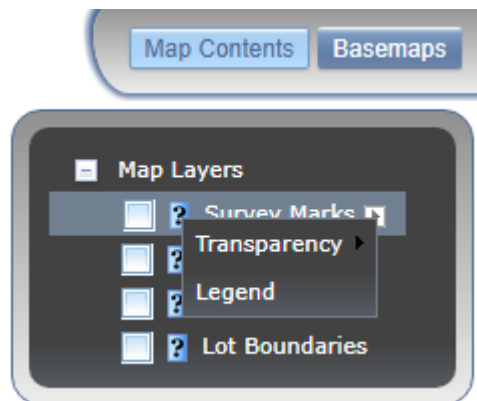 Map Contents Basemaps
Map Layers
? Survey Marks
? Transparency
? Legend
? Lot Boundaries